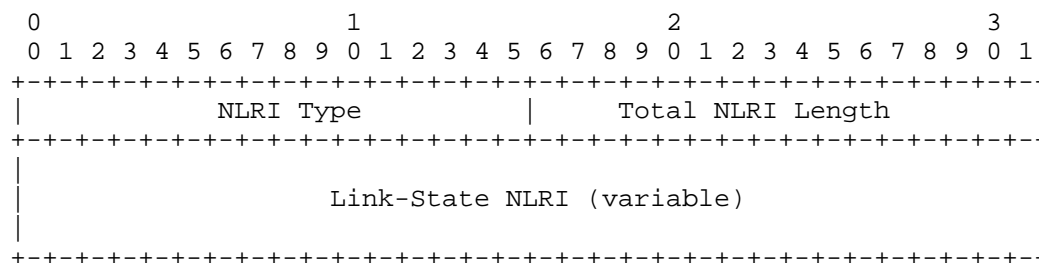 0                   1                   2                   3
 0 1 2 3 4 5 6 7 8 9 0 1 2 3 4 5 6 7 8 9 0 1 2 3 4 5 6 7 8 9 0 1
+-+-+-+-+-+-+-+-+-+-+-+-+-+-+-+-+-+-+-+-+-+-+-+-+-+-+-+-+-+-+-+--
|            NLRI Type          |     Total NLRI Length
+-+-+-+-+-+-+-+-+-+-+-+-+-+-+-+-+-+-+-+-+-+-+-+-+-+-+-+-+-+-+-+--
|
|                   Link-State NLRI (variable)
|
+-+-+-+-+-+-+-+-+-+-+-+-+-+-+-+-+-+-+-+-+-+-+-+-+-+-+-+-+-+-+-+--